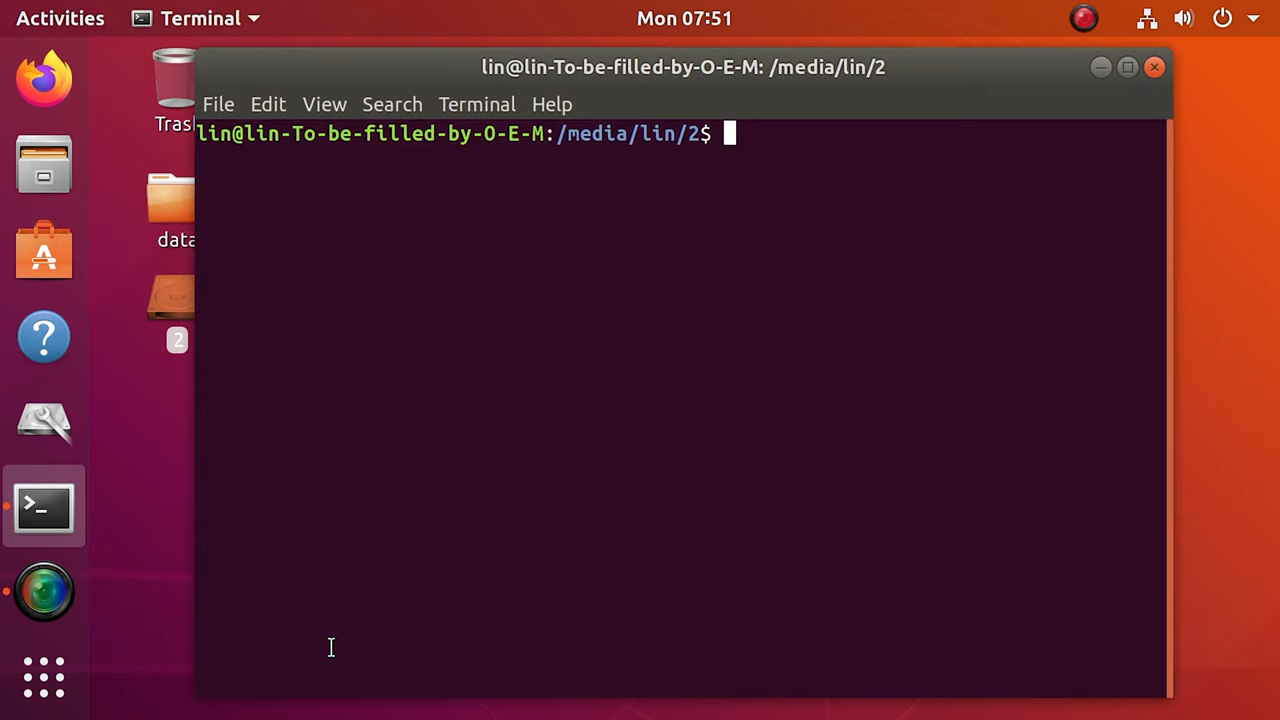 Activities Terminal Mon 07:51
lin@lin-To-be-filled-by-O-E-M: /media/lin/2
File Edit View Search Terminal Help
lin@lin-To-be-filled-by-O-E-M:/media/lin/2$
Trash
data
2